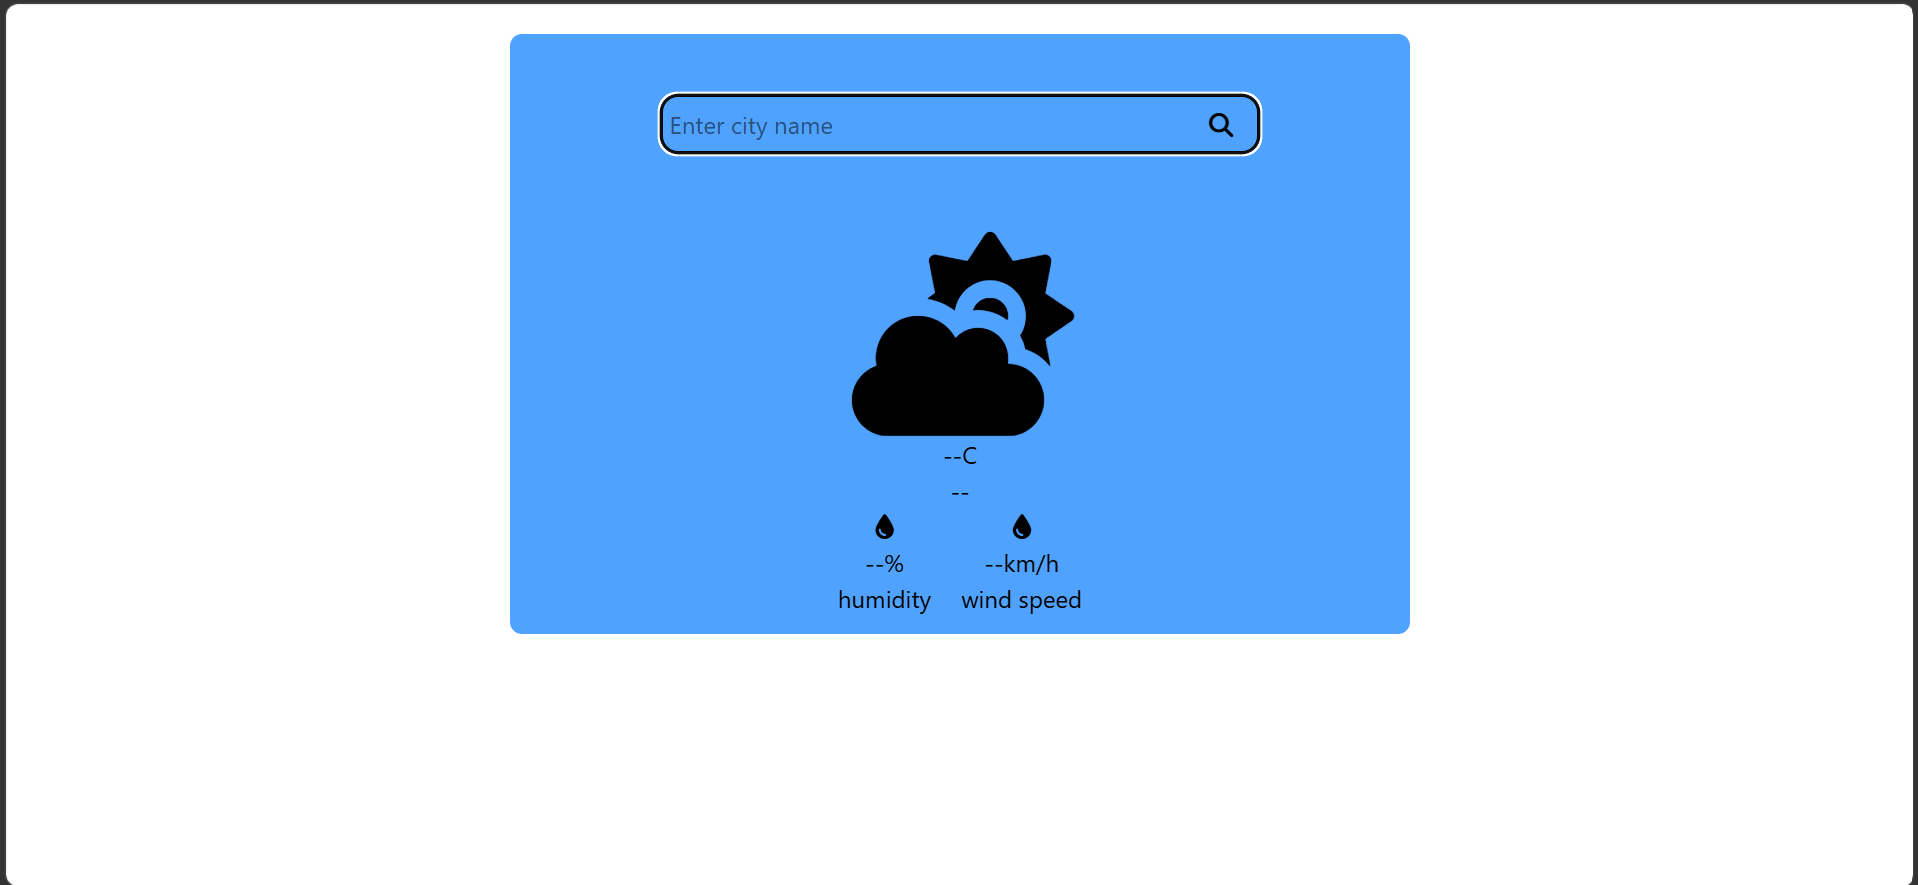 Enter city name
--C
--
--% --km/h
humidity wind speed